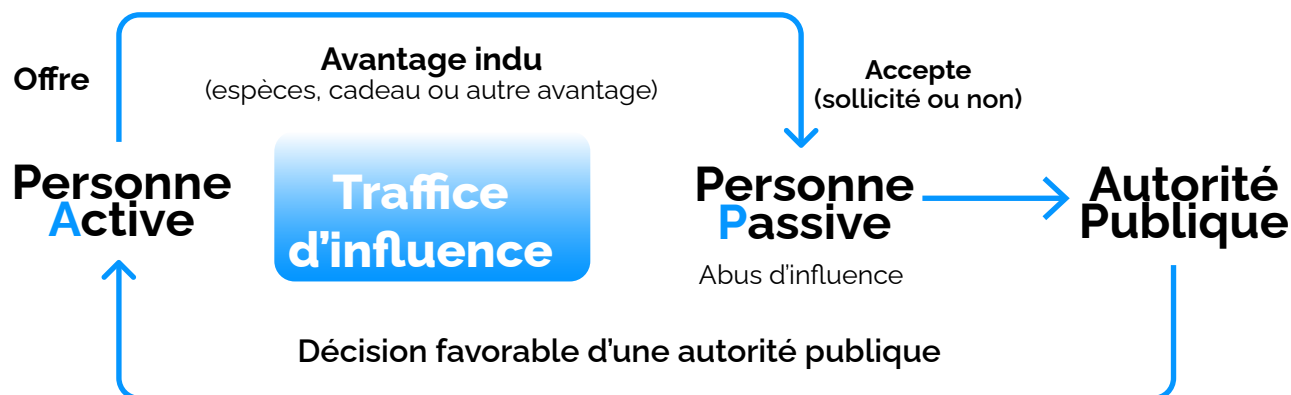 Offre
Avantage indu
(espèces, cadeau ou autre avantage)
Accepte
(sollicité ou non)
Personne
Active
Traffice
d’influence
Personne
Passive
Abus d’influence
Autorité
Publique
Décision favorable d’une autorité publique